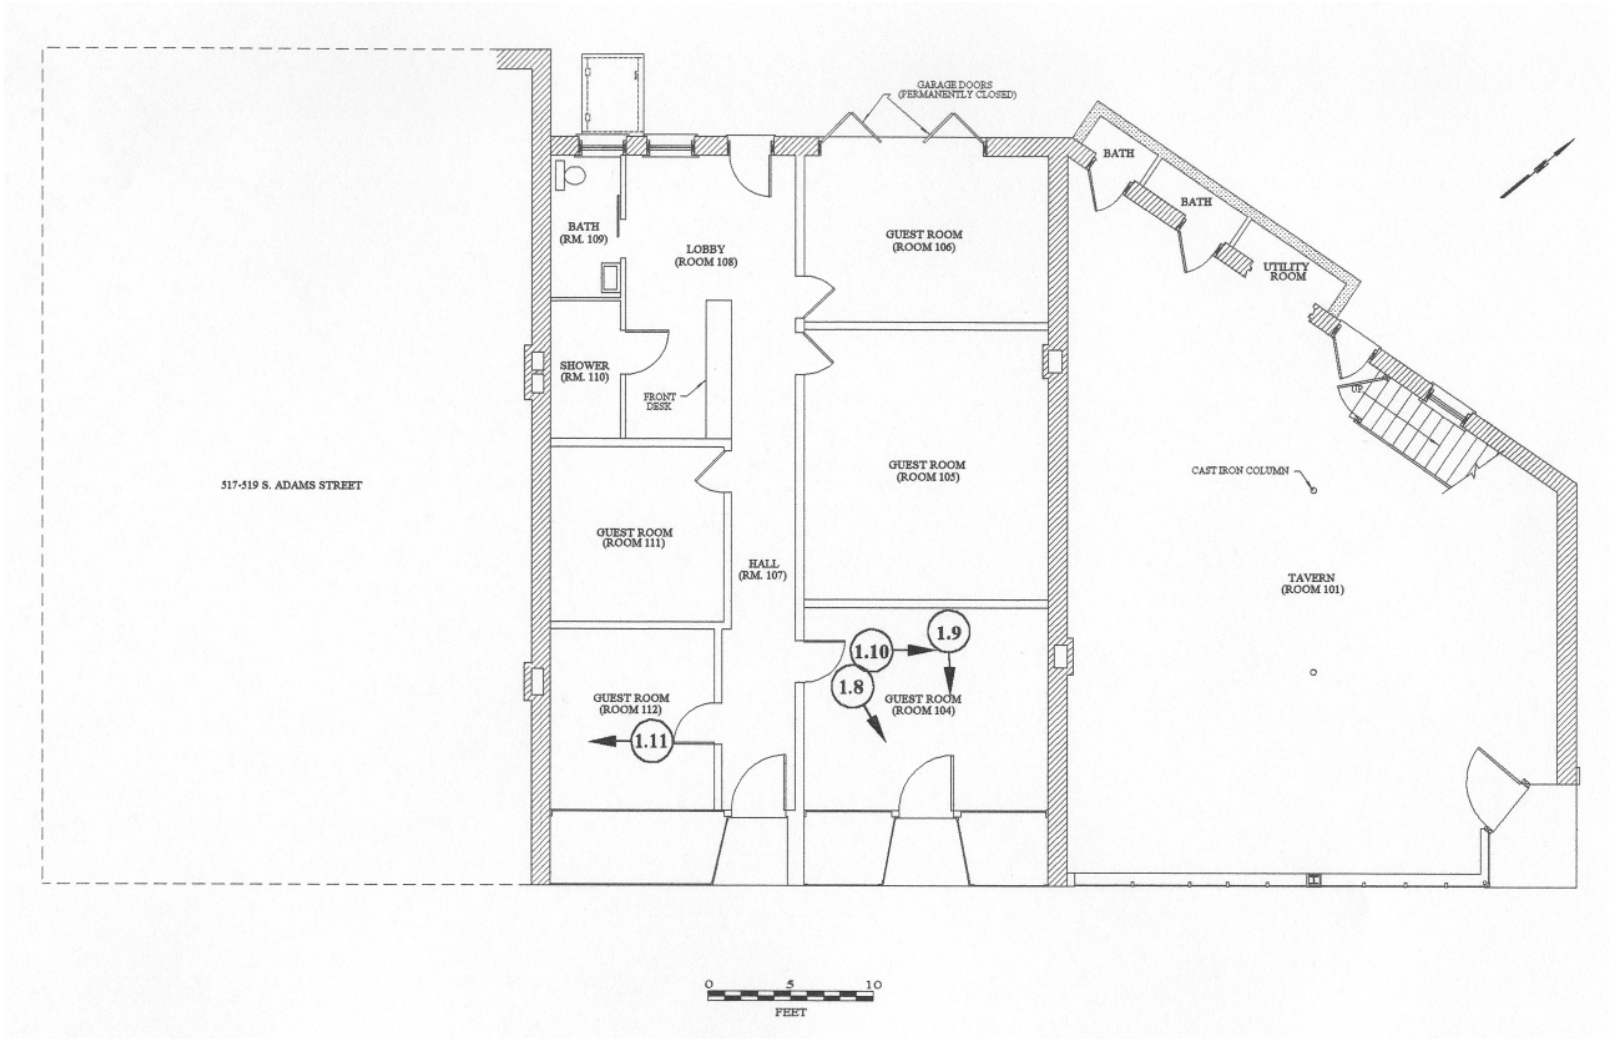 GARAGE DOORS
(PERMANENTLY CLOSED)
BATH
BATH
UTILITY
ROOM
BATH
(RM. 109)
LOBBY
(ROOM 108)
GUEST ROOM
(ROOM 106)
SHOWER
(RM. 110)
FRONT
DESK
UP
517-519 S. ADAMS STREET
GUEST ROOM
(ROOM 105)
CAST IRON COLUMN
GUEST ROOM
(ROOM 111)
HALL
(RM. 107)
TAVERN
(ROOM 101)
1.9
1.10
1.8
GUEST ROOM
(ROOM 104)
GUEST ROOM
(ROOM 112)
1.11
0 5 10
FEET